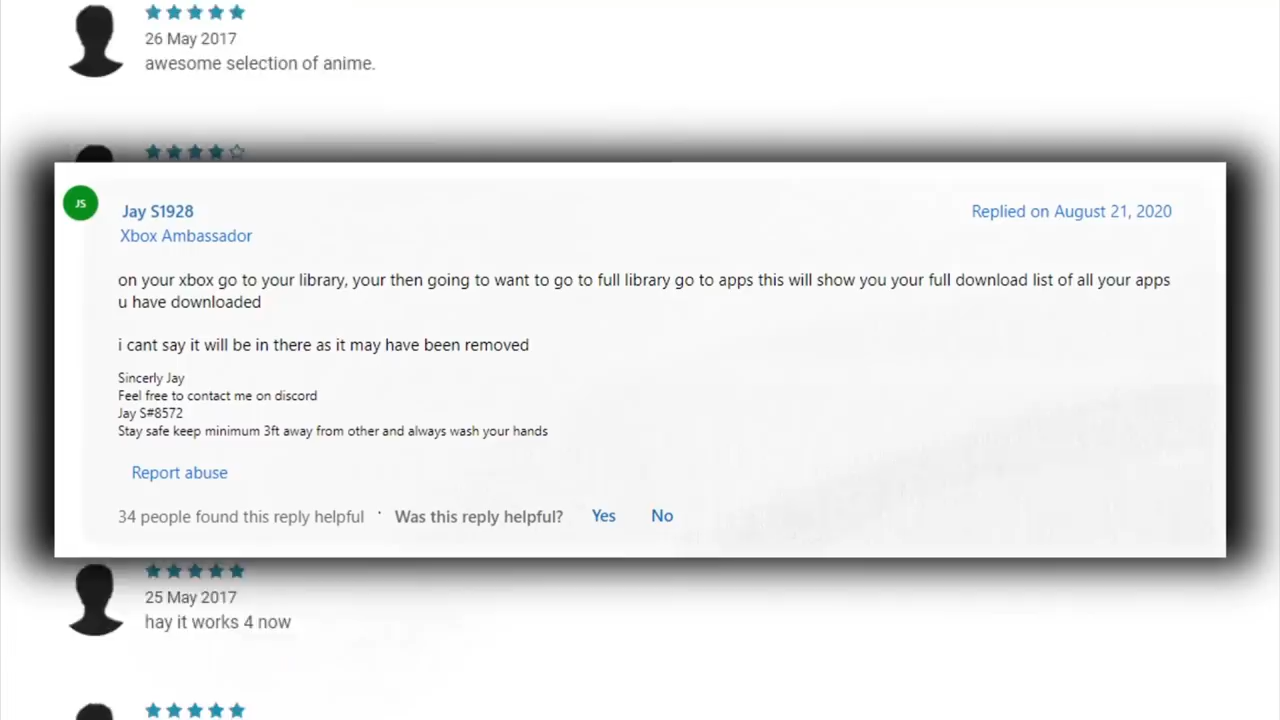 26 May 2017
awesome selection of anime.
JS
Jay S1928
Replied on August 21, 2020
Xbox Ambassador
on your xbox go to your library, your then going to want to go to full library go to apps this will show you your full download list of all your apps
u have downloaded
i cant say it will be in there as it may have been removed
Sincerly Jay
Feel free to contact me on discord
Jay S#8572
Stay safe keep minimum 3ft away from other and always wash your hands
Report abuse
34 people found this reply helpful · Was this reply helpful? Yes No
25 May 2017
hay it works 4 now